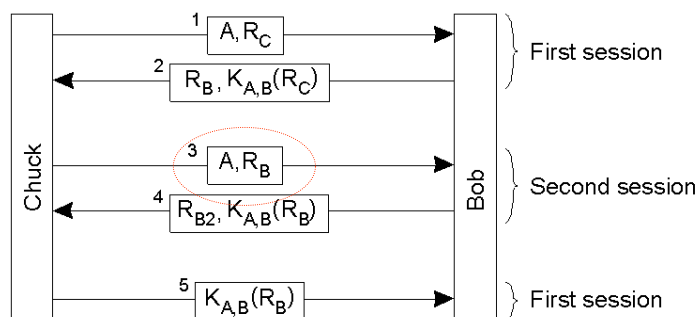 1 A,R_C
First session
2 R_B, K_A,B(R_C)
Chuck
3 A,R_B
Bob
Second session
4 R_B2, K_A,B(R_B)
5 K_A,B(R_B)
First session